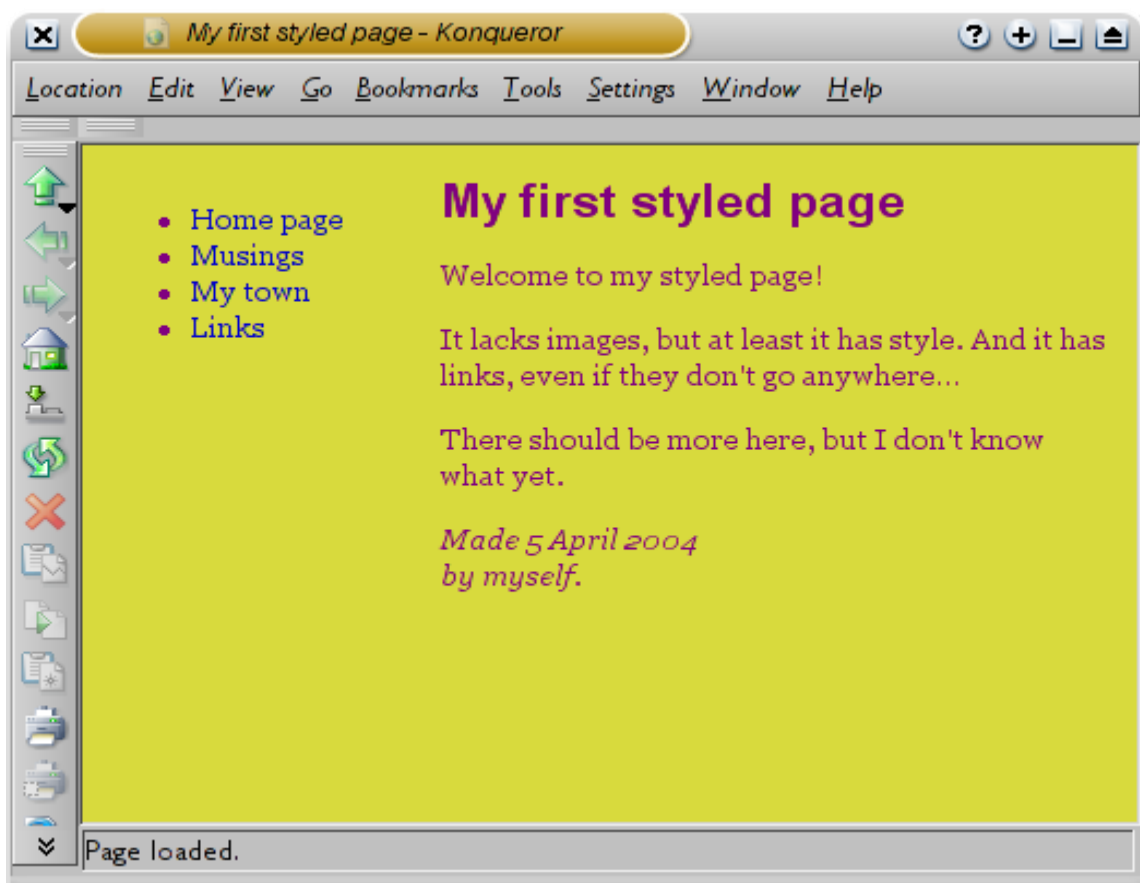 My first styled page - Konqueror
Location Edit View Go Bookmarks Tools Settings Window Help
Home page
Musings
My town
Links
My first styled page
Welcome to my styled page!
It lacks images, but at least it has style. And it has
links, even if they don't go anywhere...
There should be more here, but I don't know
what yet.
Made 5 April 2004
by myself.
Page loaded.